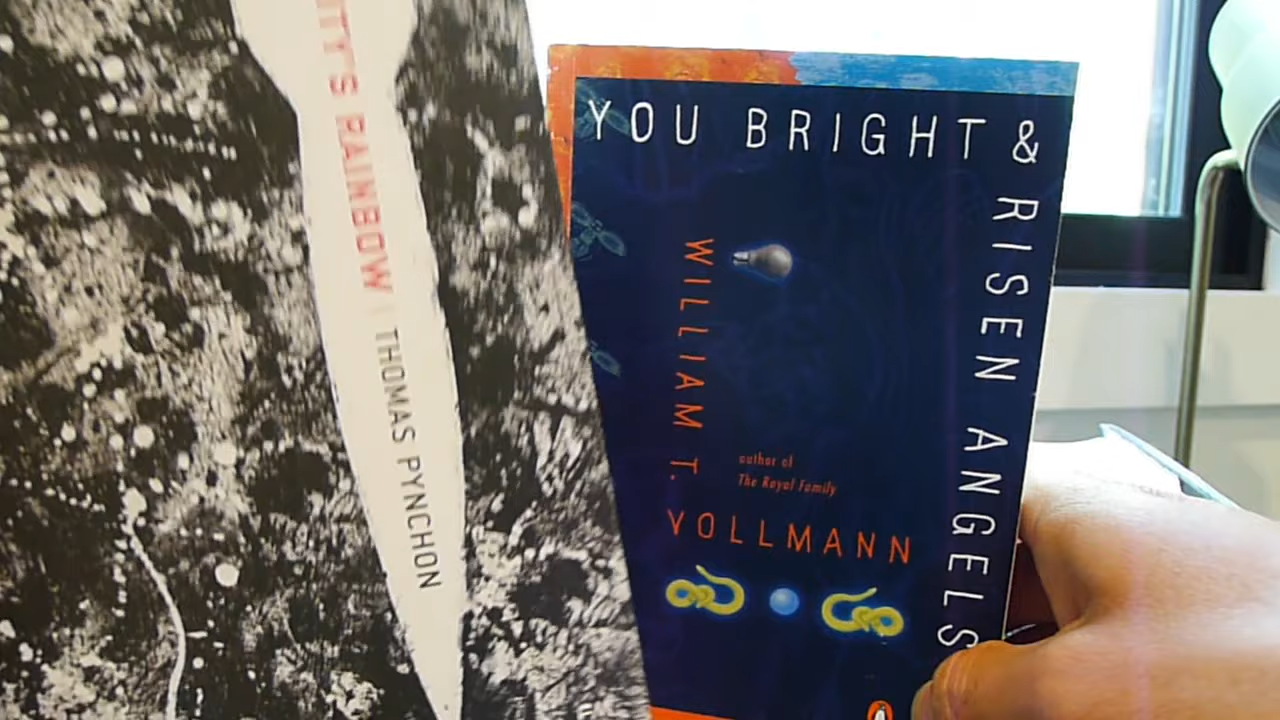 ITY'S RAINBOW | THOMAS PYNCHON
YOU BRIGHT &
RISEN ANGELS
WILLIAM T.
author of
The Royal Family
VOLLMANN